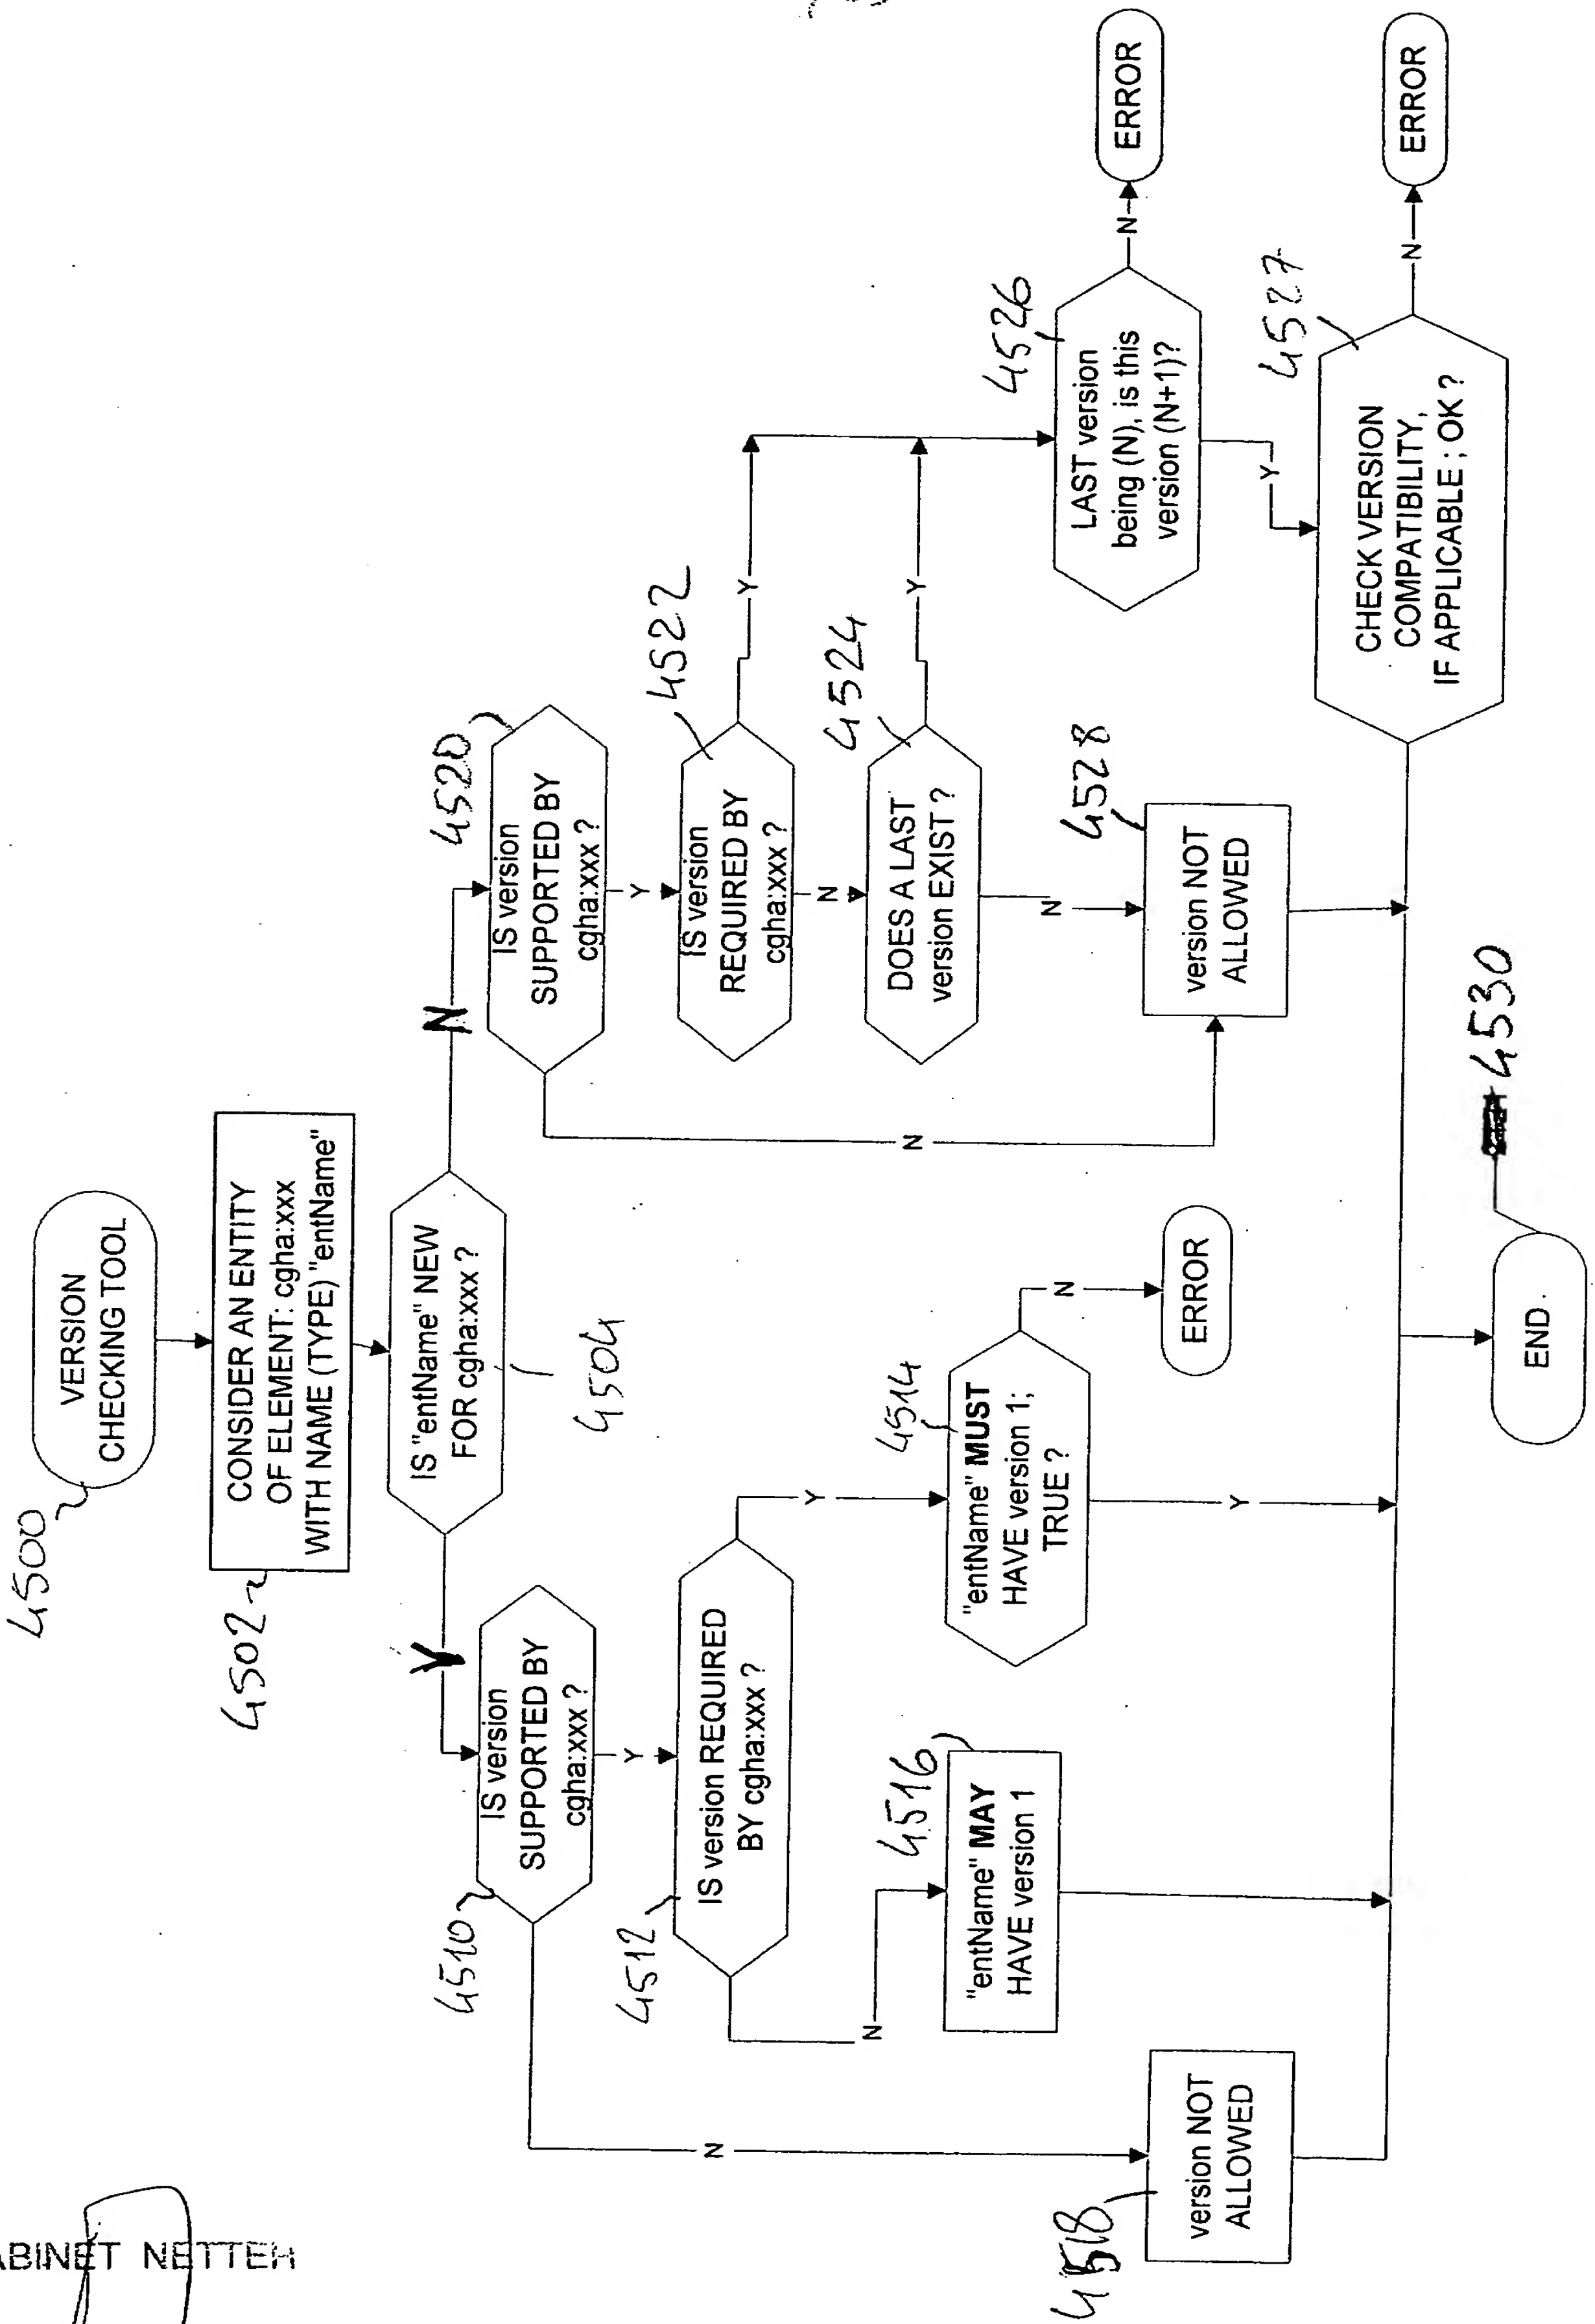 4500
VERSION
CHECKING TOOL
4502
CONSIDER AN ENTITY
OF ELEMENT: cgha:xxx
WITH NAME (TYPE) "entName"
IS "entName" NEW
FOR cgha:xxx ?
4504
Y
N
4510
IS version
SUPPORTED BY
cgha:xxx ?
Y
N
4512
IS version REQUIRED
BY cgha:xxx ?
Y
N
4514
"entName" MUST
HAVE version 1;
TRUE ?
N
ERROR
Y
4516
"entName" MAY
HAVE version 1
4518
version NOT
ALLOWED
4520
IS version
SUPPORTED BY
cgha:xxx ?
Y
N
4522
IS version
REQUIRED BY
cgha:xxx ?
Y
N
4524
DOES A LAST
version EXIST ?
Y
N
4526
LAST version
being (N), is this
version (N+1)?
N
ERROR
Y
4527
CHECK VERSION
COMPATIBILITY,
IF APPLICABLE ; OK ?
N
ERROR
4528
version NOT
ALLOWED
4530
END
NETTER